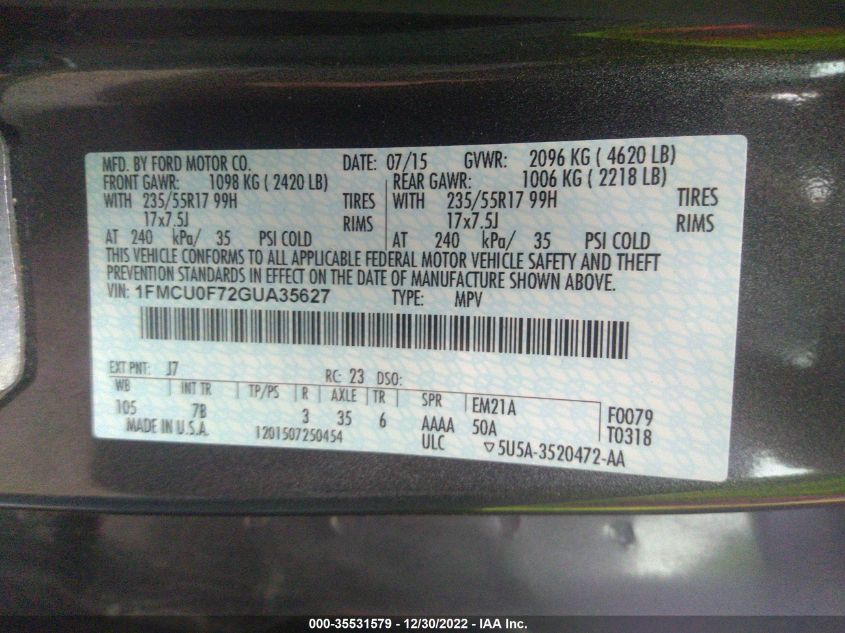 MFD. BY FORD MOTOR CO. DATE: 07/15 GVWR: 2096 KG ( 4620 LB)
FRONT GAWR: 1098 KG ( 2420 LB) REAR GAWR: 1006 KG ( 2218 LB)
WITH 235/55R17 99H TIRES WITH 235/55R17 99H TIRES
17x7.5J RIMS 17x7.5J RIMS
AT 240 kPa/ 35 PSI COLD AT 240 kPa/ 35 PSI COLD
THIS VEHICLE CONFORMS TO ALL APPLICABLE FEDERAL MOTOR VEHICLE SAFETY AND THEFT
PREVENTION STANDARDS IN EFFECT ON THE DATE OF MANUFACTURE SHOWN ABOVE.
VIN: 1FMCU0F72GUA35627 TYPE: MPV
EXT PNT: J7 RC: 23 DSO:
WB INT TR TP/PS R AXLE TR SPR EM21A F0079
105 7B 3 35 6 AAAA 50A T0318
MADE IN U.S.A. 1201507250454 ULC ▽5U5A-3520472-AA
000-35531579 - 12/30/2022 - IAA Inc.